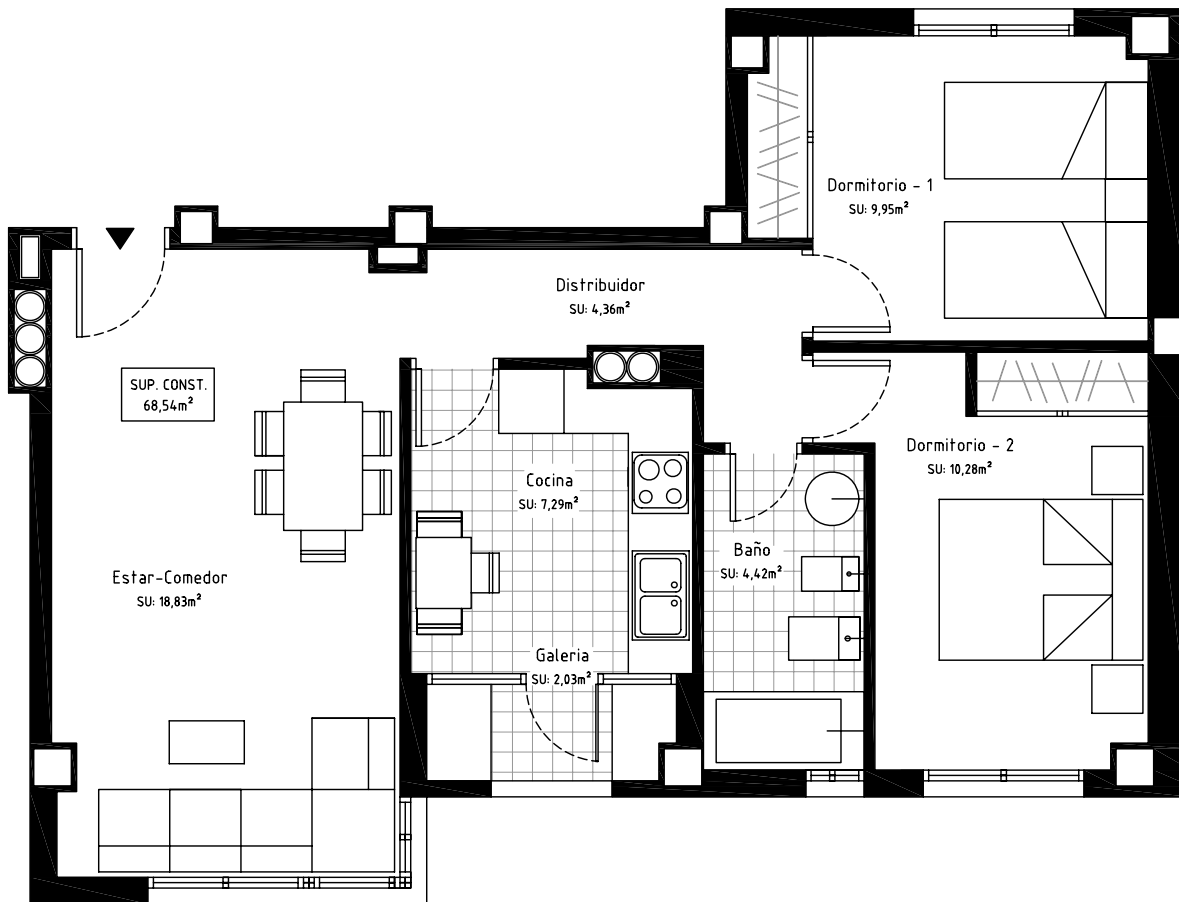 Dormitorio - 1
SU: 9,95m²
Distribuidor
SU: 4,36m²
SUP. CONST.
68,54m²
Dormitorio - 2
SU: 10,28m²
Cocina
SU: 7,29m²
Baño
SU: 4,42m²
Estar-Comedor
SU: 18,83m²
Galeria
SU: 2,03m²